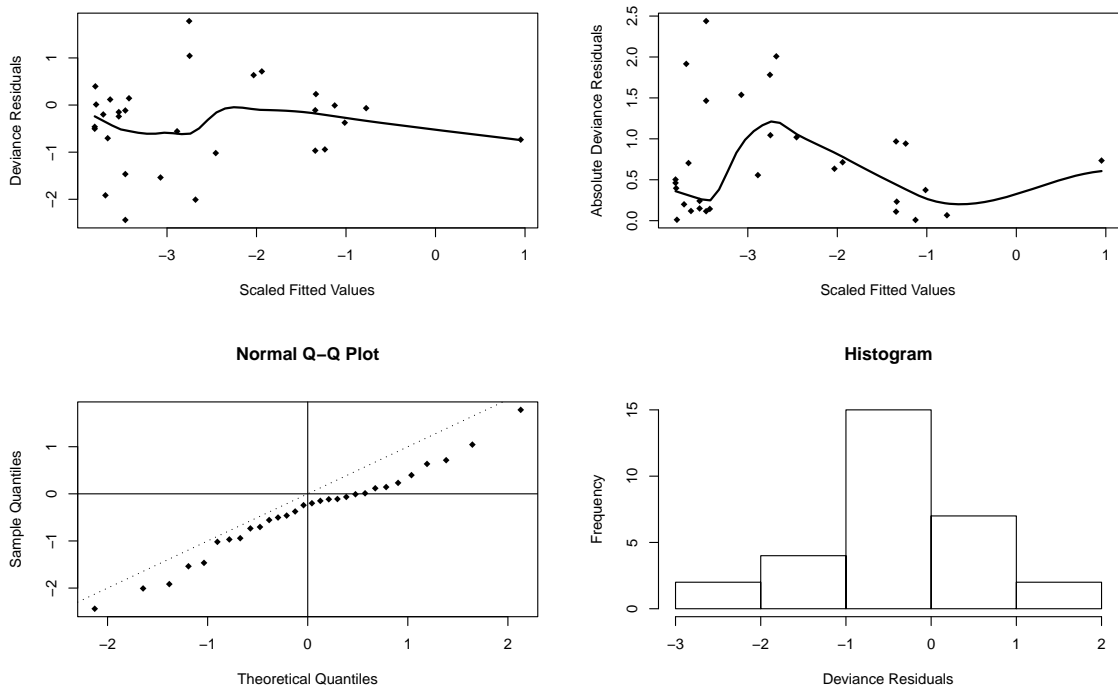 Deviance Residuals
1
0
−1
−2
−3 −2 −1 0 1
Scaled Fitted Values
Absolute Deviance Residuals
2.5
2.0
1.5
1.0
0.5
0.0
−3 −2 −1 0 1
Scaled Fitted Values
Normal Q−Q Plot
Sample Quantiles
1
0
−1
−2
−2 −1 0 1 2
Theoretical Quantiles
Histogram
Frequency
15
10
5
0
−3 −2 −1 0 1 2
Deviance Residuals